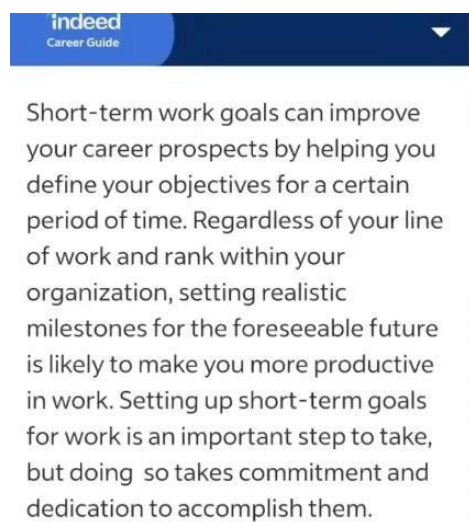 indeed
Career Guide
Short-term work goals can improve
your career prospects by helping you
define your objectives for a certain
period of time. Regardless of your line
of work and rank within your
organization, setting realistic
milestones for the foreseeable future
is likely to make you more productive
in work. Setting up short-term goals
for work is an important step to take,
but doing so takes commitment and
dedication to accomplish them.